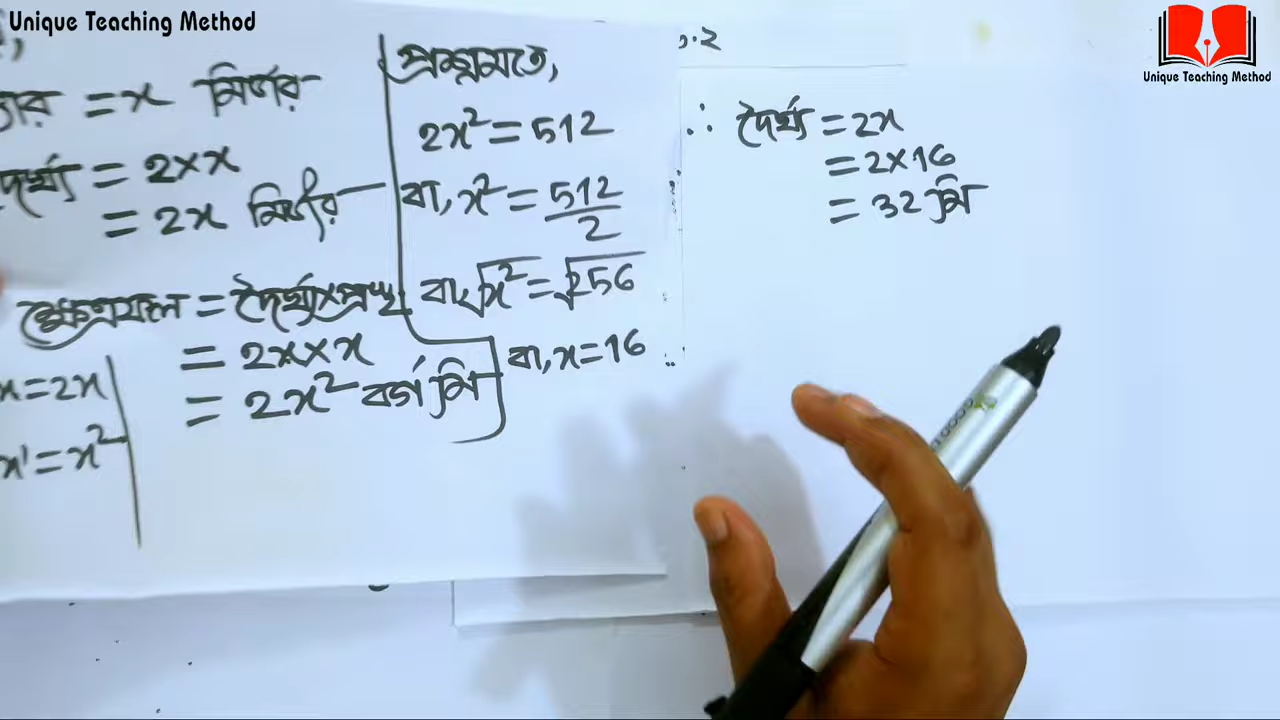 Unique Teaching Method
= x মিটার
= 2×x
= 2x মিটার
ক্ষেত্রফল = দৈর্ঘ্য×প্রস্থ
= 2x×x
= 2x² বর্গ মি
x=2x
x¹=x²
প্রশ্নমতে,
2x²=512
বা, x²=512/2
বা, √x²=√256
বা, x=16
∴ দৈর্ঘ্য =2x
=2×16
= 32 মি
Unique Teaching Method